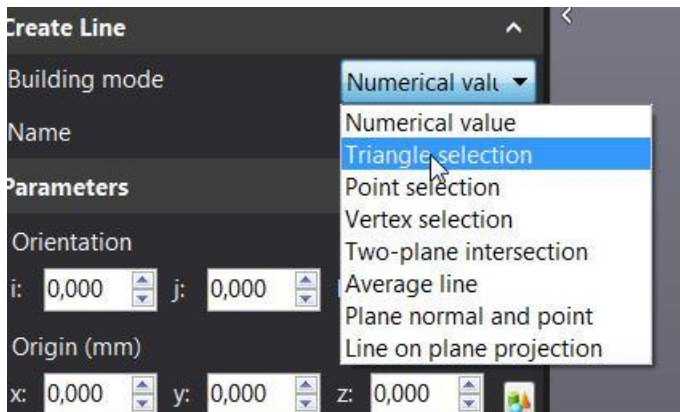 Create Line
Building mode
Numerical valu
Name
Numerical value
Triangle selection
Point selection
Vertex selection
Two-plane intersection
Average line
Plane normal and point
Line on plane projection
Parameters
Orientation
i: 0,000 j: 0,000
Origin (mm)
x: 0,000 y: 0,000 z: 0,000